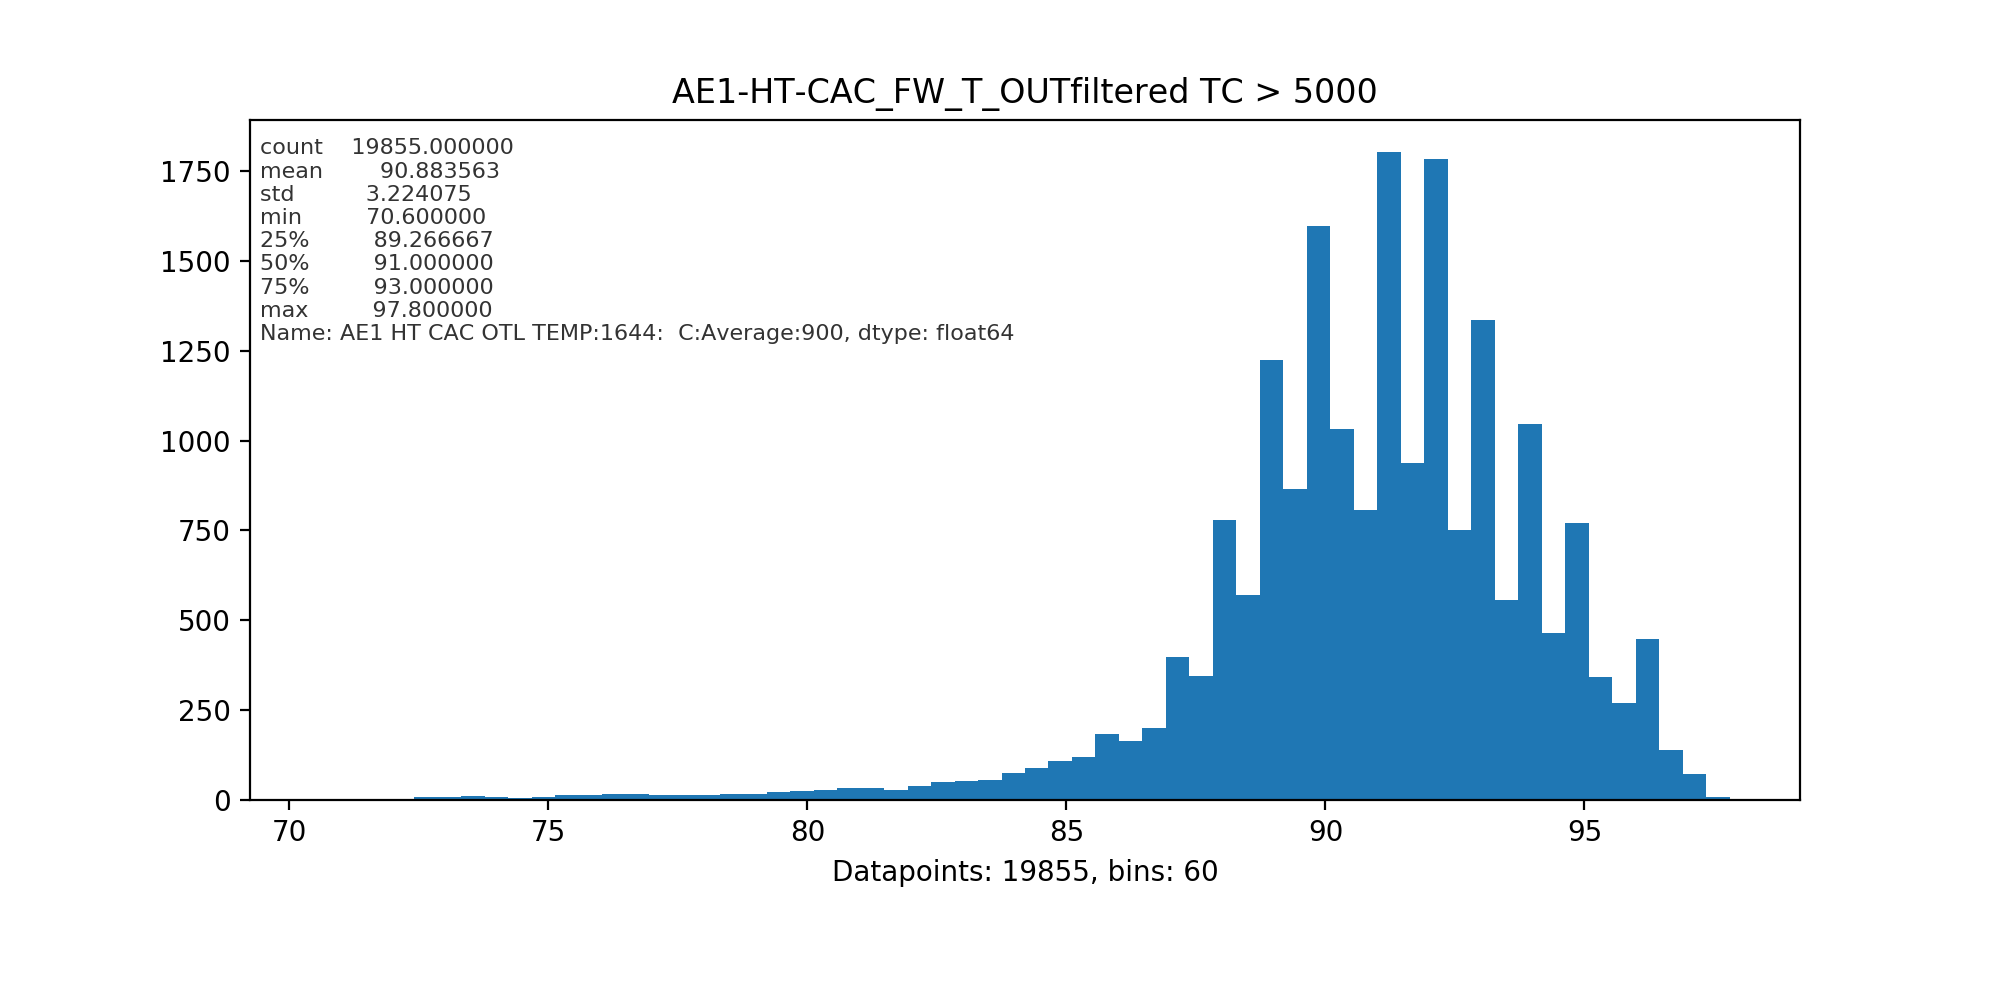 AE1-HT-CAC_FW_T_OUTfiltered TC > 5000
count 19855.000000
mean 90.883563
std 3.224075
min 70.600000
25% 89.266667
50% 91.000000
75% 93.000000
max 97.800000
Name: AE1 HT CAC OTL TEMP:1644: C:Average:900, dtype: float64
1750
1500
1250
1000
750
500
250
0
70 75 80 85 90 95
Datapoints: 19855, bins: 60